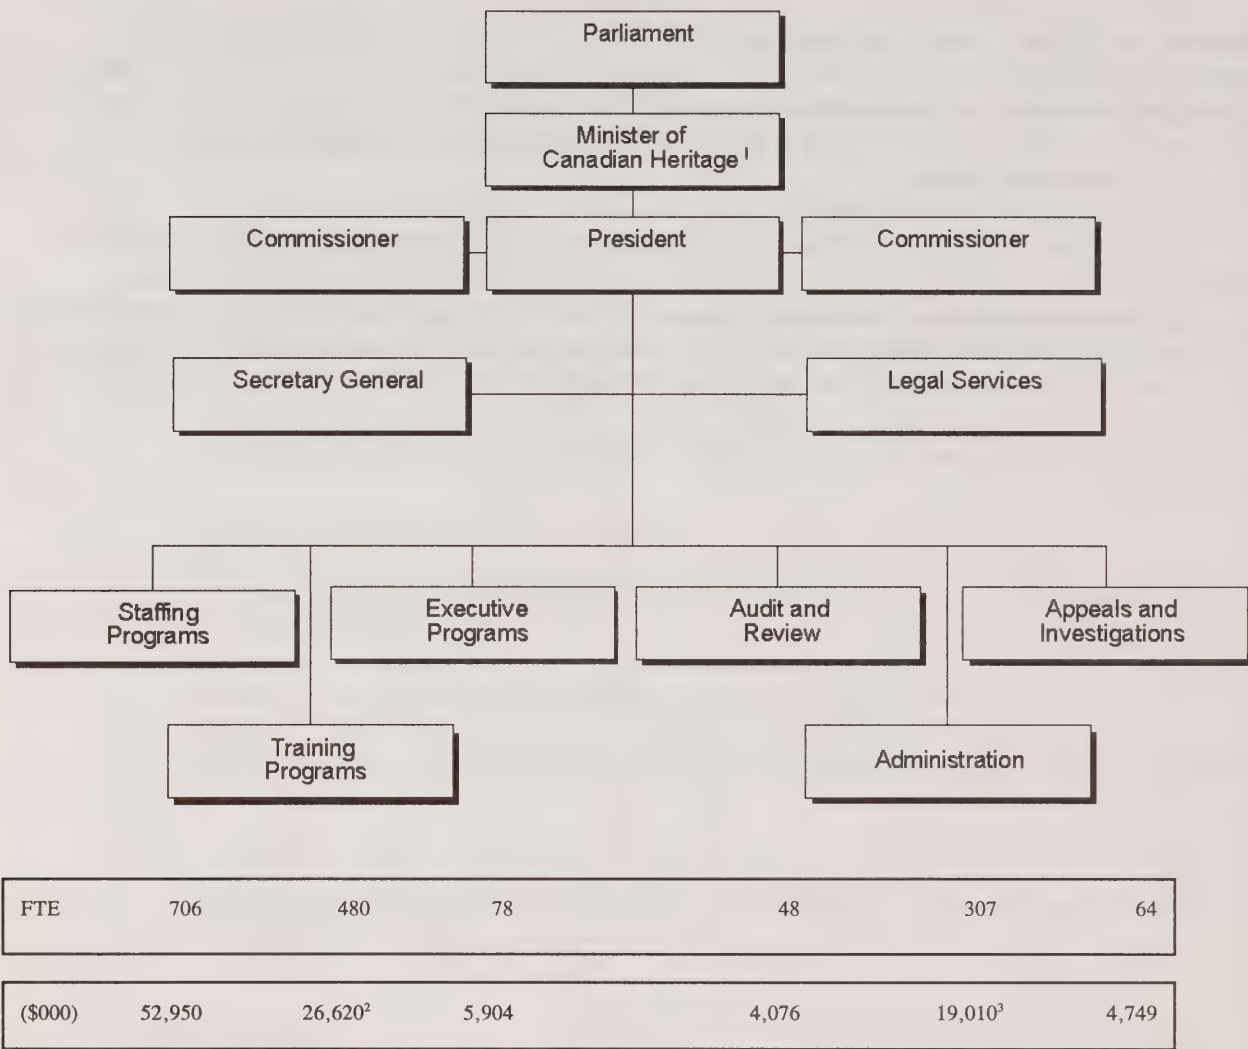 Parliament
Minister of
Canadian Heritage ¹
Commissioner
President
Commissioner
Secretary General
Legal Services
Staffing
Programs
Executive
Programs
Audit and
Review
Appeals and
Investigations
Training
Programs
Administration
FTE 706 480 78 48 307 64
($000) 52,950 26,620² 5,904 4,076 19,010³ 4,749